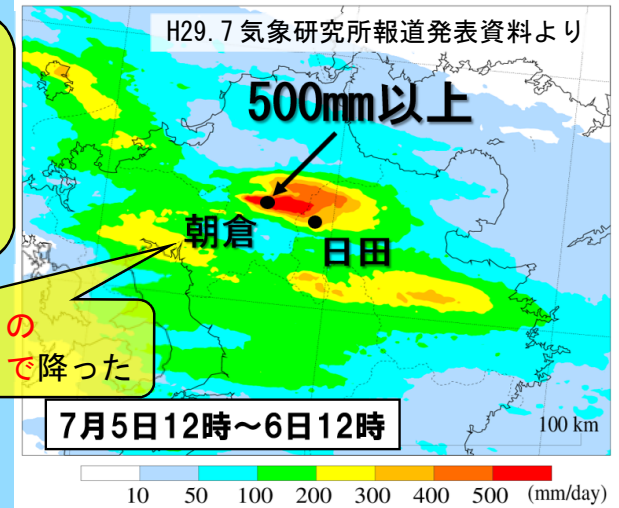 H29.7 気象研究所報道発表資料より
500mm以上
朝倉
日田
の
で降った
7月5日12時～6日12時
100 km
10 50 100 200 300 400 500 (mm/day)